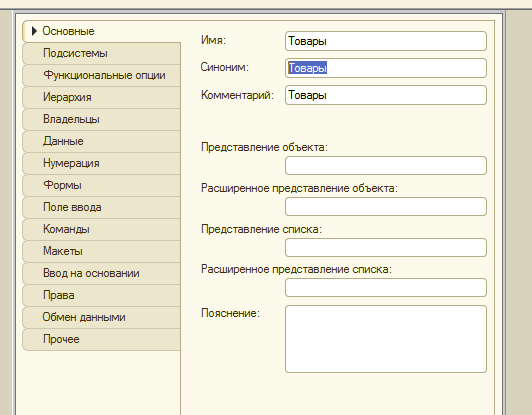 Основные
Подсистемы
Функциональные опции
Иерархия
Владельцы
Данные
Нумерация
Формы
Поле ввода
Команды
Макеты
Ввод на основании
Права
Обмен данными
Прочее
Имя: Товары
Синоним: Товары
Комментарий: Товары
Представление объекта:
Расширенное представление объекта:
Представление списка:
Расширенное представление списка:
Пояснение: